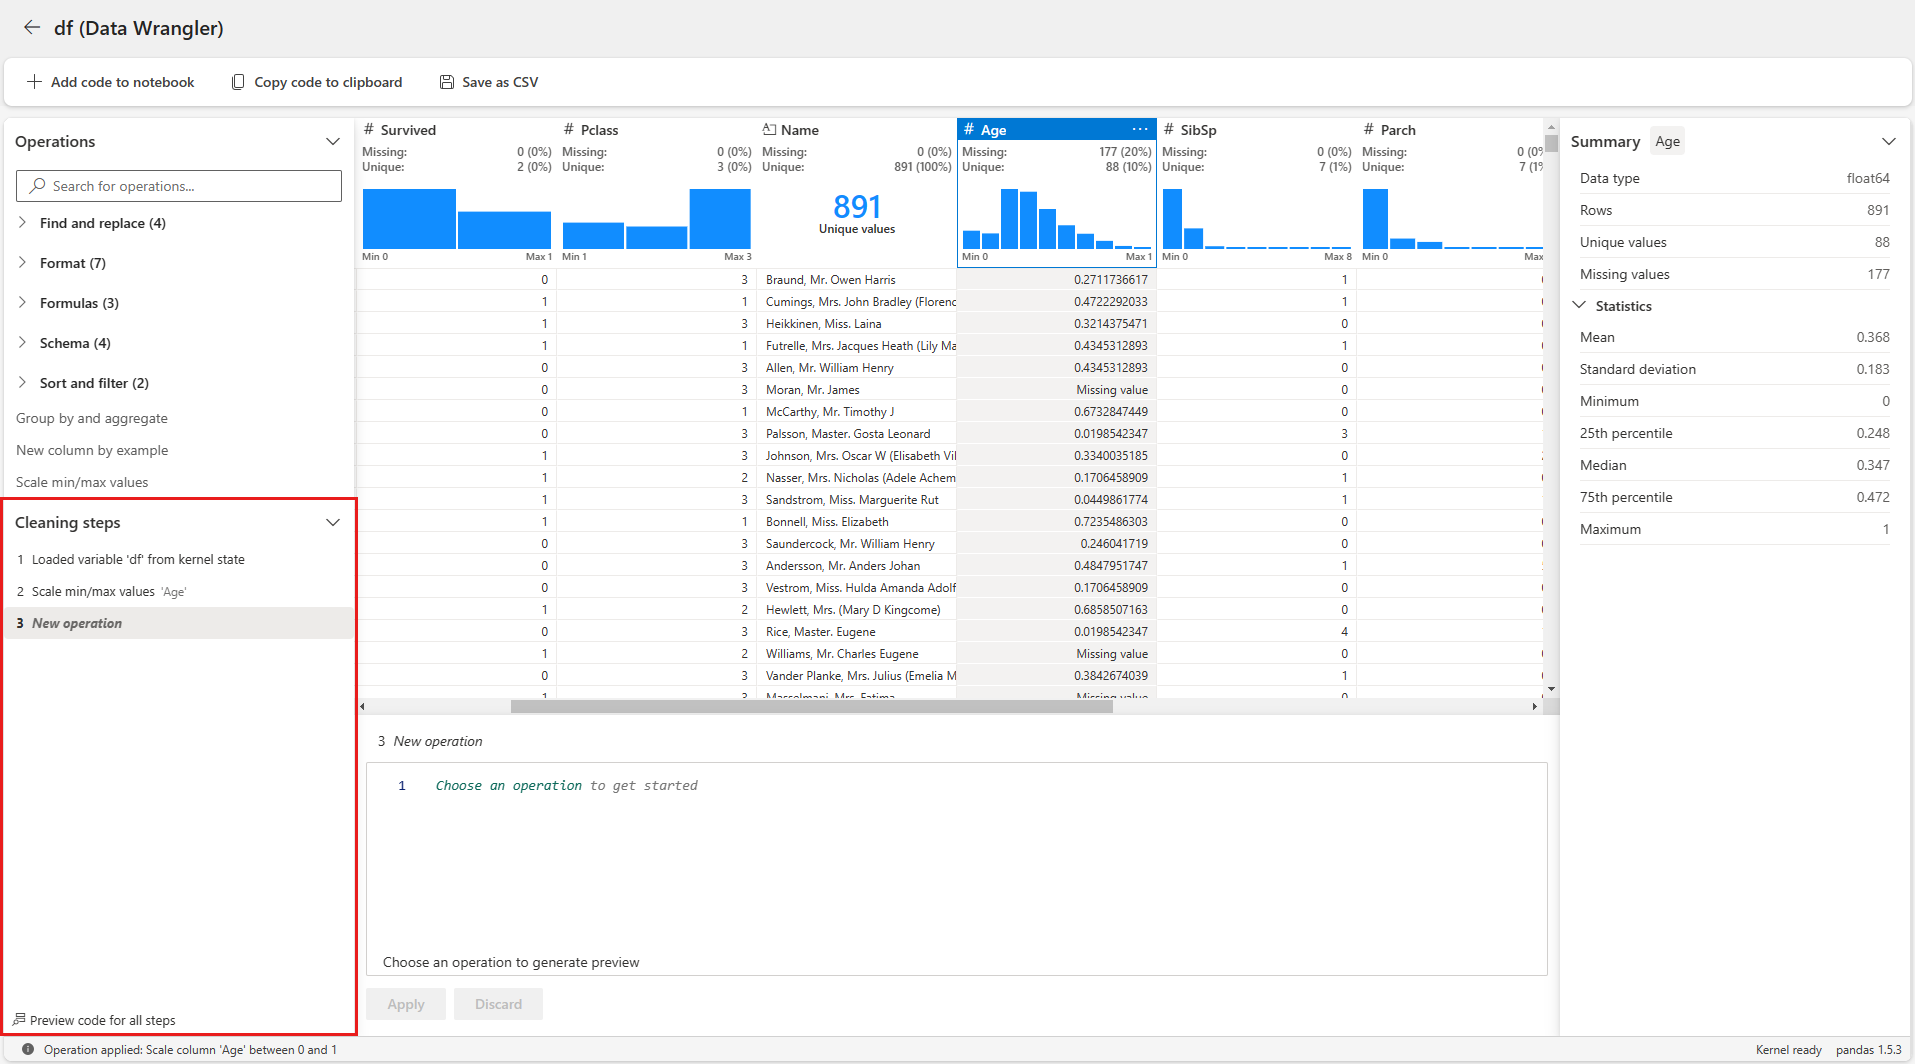 df (Data Wrangler)
Add code to notebook
Copy code to clipboard
Save as CSV
Operations
Search for operations...
Find and replace (4)
Format (7)
Formulas (3)
Schema (4)
Sort and filter (2)
Group by and aggregate
New column by example
Scale min/max values
Cleaning steps
1 Loaded variable 'df' from kernel state
2 Scale min/max values 'Age'
3 New operation
Preview code for all steps
# Survived
Missing: 0 (0%)
Unique: 2 (0%)
Min 0 Max 1
# Pclass
Missing: 0 (0%)
Unique: 3 (0%)
Min 1 Max 3
Name
Missing: 0 (0%)
Unique: 891 (100%)
891
Unique values
# Age ...
Missing: 177 (20%)
Unique: 88 (10%)
Min 0 Max 1
# SibSp
Missing: 0 (0%)
Unique: 7 (1%)
Min 0 Max 8
# Parch
Missing: 0 (0%
Unique: 7 (1%
Min 0 Max
0 3 Braund, Mr. Owen Harris 0.2711736617 1
1 1 Cumings, Mrs. John Bradley (Florenc 0.4722292033 1
1 3 Heikkinen, Miss. Laina 0.3214375471 0
1 1 Futrelle, Mrs. Jacques Heath (Lily Ma 0.4345312893 1
0 3 Allen, Mr. William Henry 0.4345312893 0
0 3 Moran, Mr. James Missing value 0
0 1 McCarthy, Mr. Timothy J 0.6732847449 0
0 3 Palsson, Master. Gosta Leonard 0.0198542347 3
1 3 Johnson, Mrs. Oscar W (Elisabeth Vil 0.3340035185 0
1 2 Nasser, Mrs. Nicholas (Adele Achem 0.1706458909 1
1 3 Sandstrom, Miss. Marguerite Rut 0.0449861774 1
1 1 Bonnell, Miss. Elizabeth 0.7235486303 0
0 3 Saundercock, Mr. William Henry 0.246041719 0
0 3 Andersson, Mr. Anders Johan 0.4847951747 1
0 3 Vestrom, Miss. Hulda Amanda Adolf 0.1706458909 0
1 2 Hewlett, Mrs. (Mary D Kingcome) 0.6858507163 0
0 3 Rice, Master. Eugene 0.0198542347 4
1 2 Williams, Mr. Charles Eugene Missing value 0
0 3 Vander Planke, Mrs. Julius (Emelia M 0.3842674039 1
1 3 Masselmani, Mrs. Fatima Missing value 0
3 New operation
1 Choose an operation to get started
Choose an operation to generate preview
Apply
Discard
Summary Age
Data type float64
Rows 891
Unique values 88
Missing values 177
Statistics
Mean 0.368
Standard deviation 0.183
Minimum 0
25th percentile 0.248
Median 0.347
75th percentile 0.472
Maximum 1
Operation applied: Scale column 'Age' between 0 and 1
Kernel ready
pandas 1.5.3